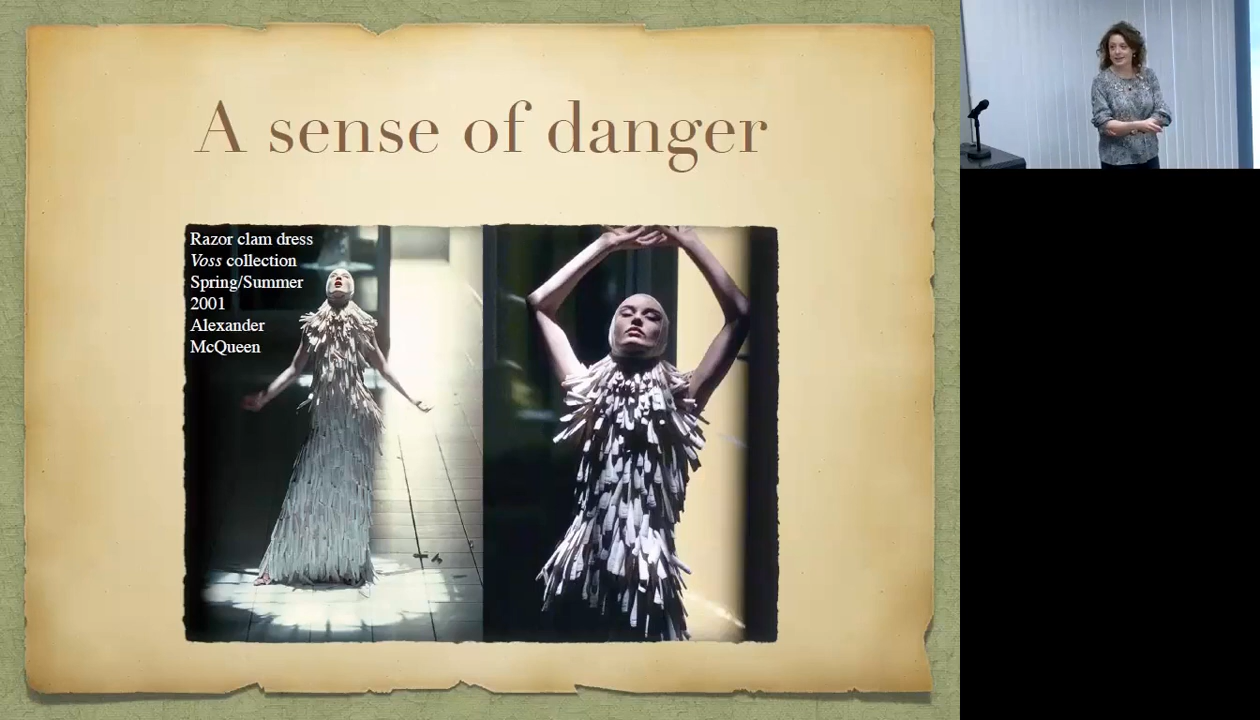 A sense of danger
Razor clam dress
Voss collection
Spring/Summer
2001
Alexander
McQueen